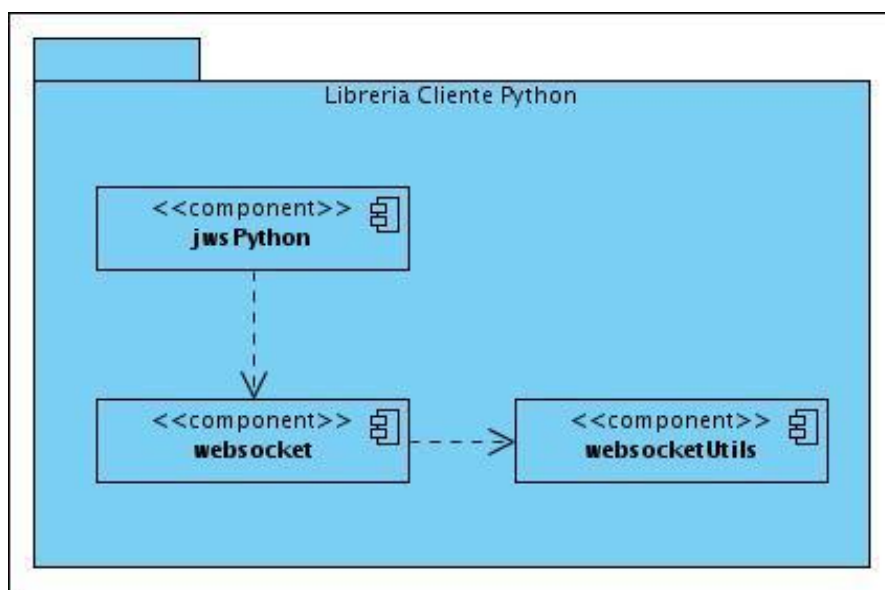 Libreria Cliente Python
<<component>>
jwsPython
<<component>>
websocket
<<component>>
websocketUtils